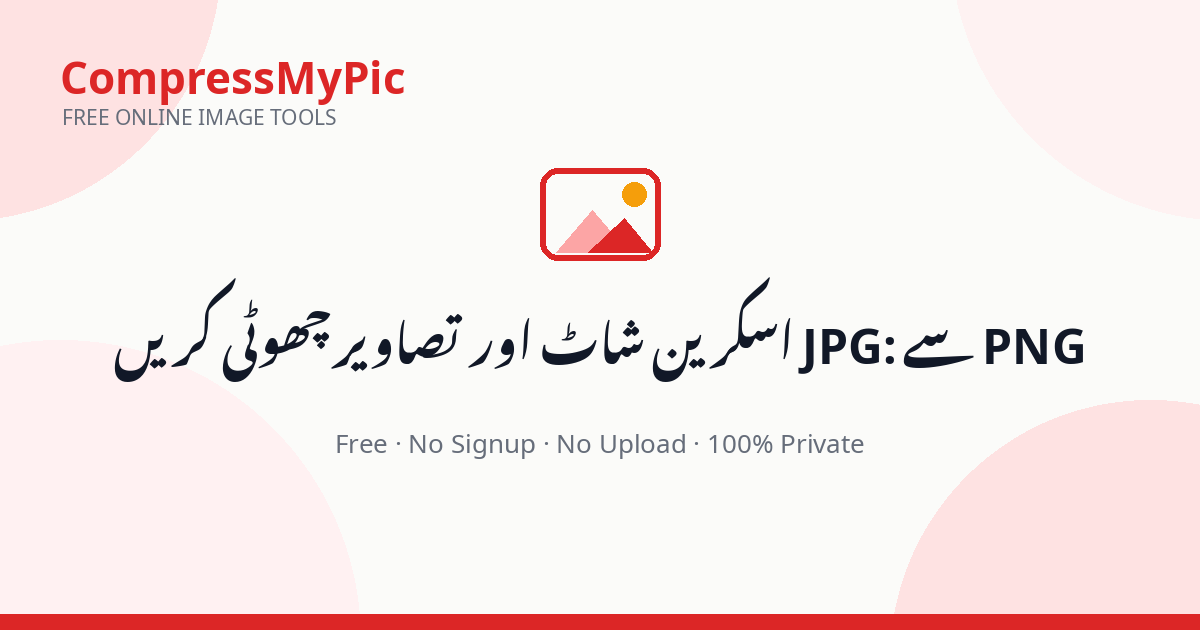 CompressMyPic
FREE ONLINE IMAGE TOOLS
PNG سے JPG: اسکرین شاٹ اور تصاویر چھوٹی کریں
Free · No Signup · No Upload · 100% Private